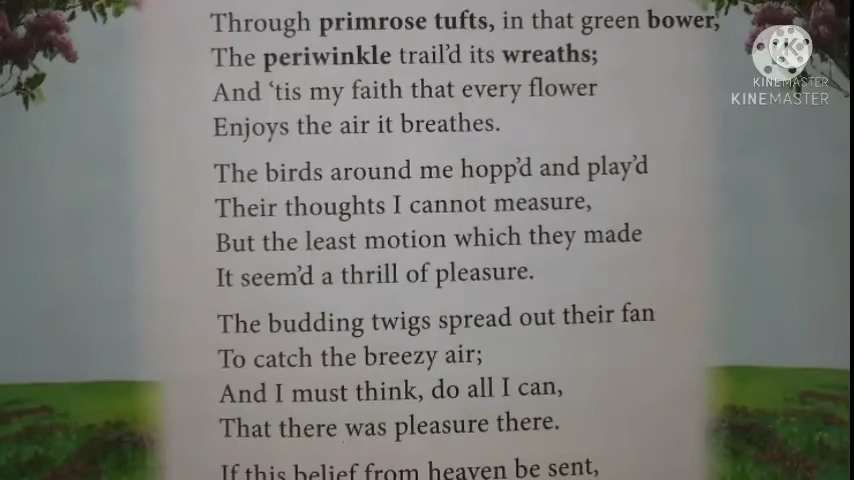 Through primrose tufts, in that green bower,
The periwinkle trail'd its wreaths;
And 'tis my faith that every flower
Enjoys the air it breathes.
The birds around me hopp'd and play'd
Their thoughts I cannot measure,
But the least motion which they made
It seem'd a thrill of pleasure.
The budding twigs spread out their fan
To catch the breezy air;
And I must think, do all I can,
That there was pleasure there.
If this belief from heaven be sent,
KINEMASTER
KINEMASTER